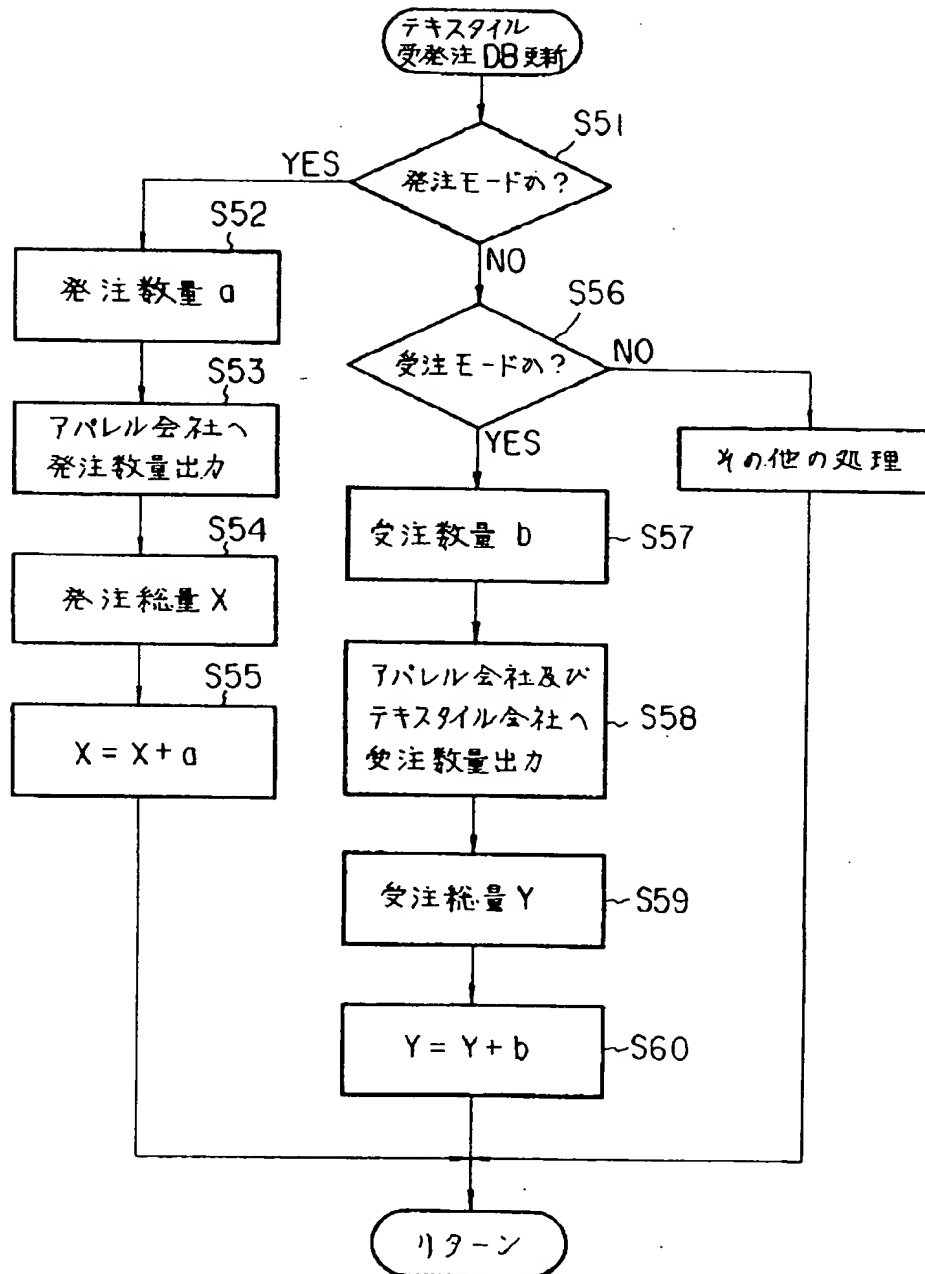 テキスタイル
受発注DB更新
S51
発注モードか?
YES
NO
S52
発注数量 a
S53
アパレル会社へ
発注数量出力
S54
発注総量 X
S55
X = X + a
S56
受注モードか?
NO
YES
その他の処理
受注数量 b
S57
アパレル会社及び
テキスタイル会社へ
受注数量出力
S58
受注総量 Y
S59
Y = Y + b
S60
リターン